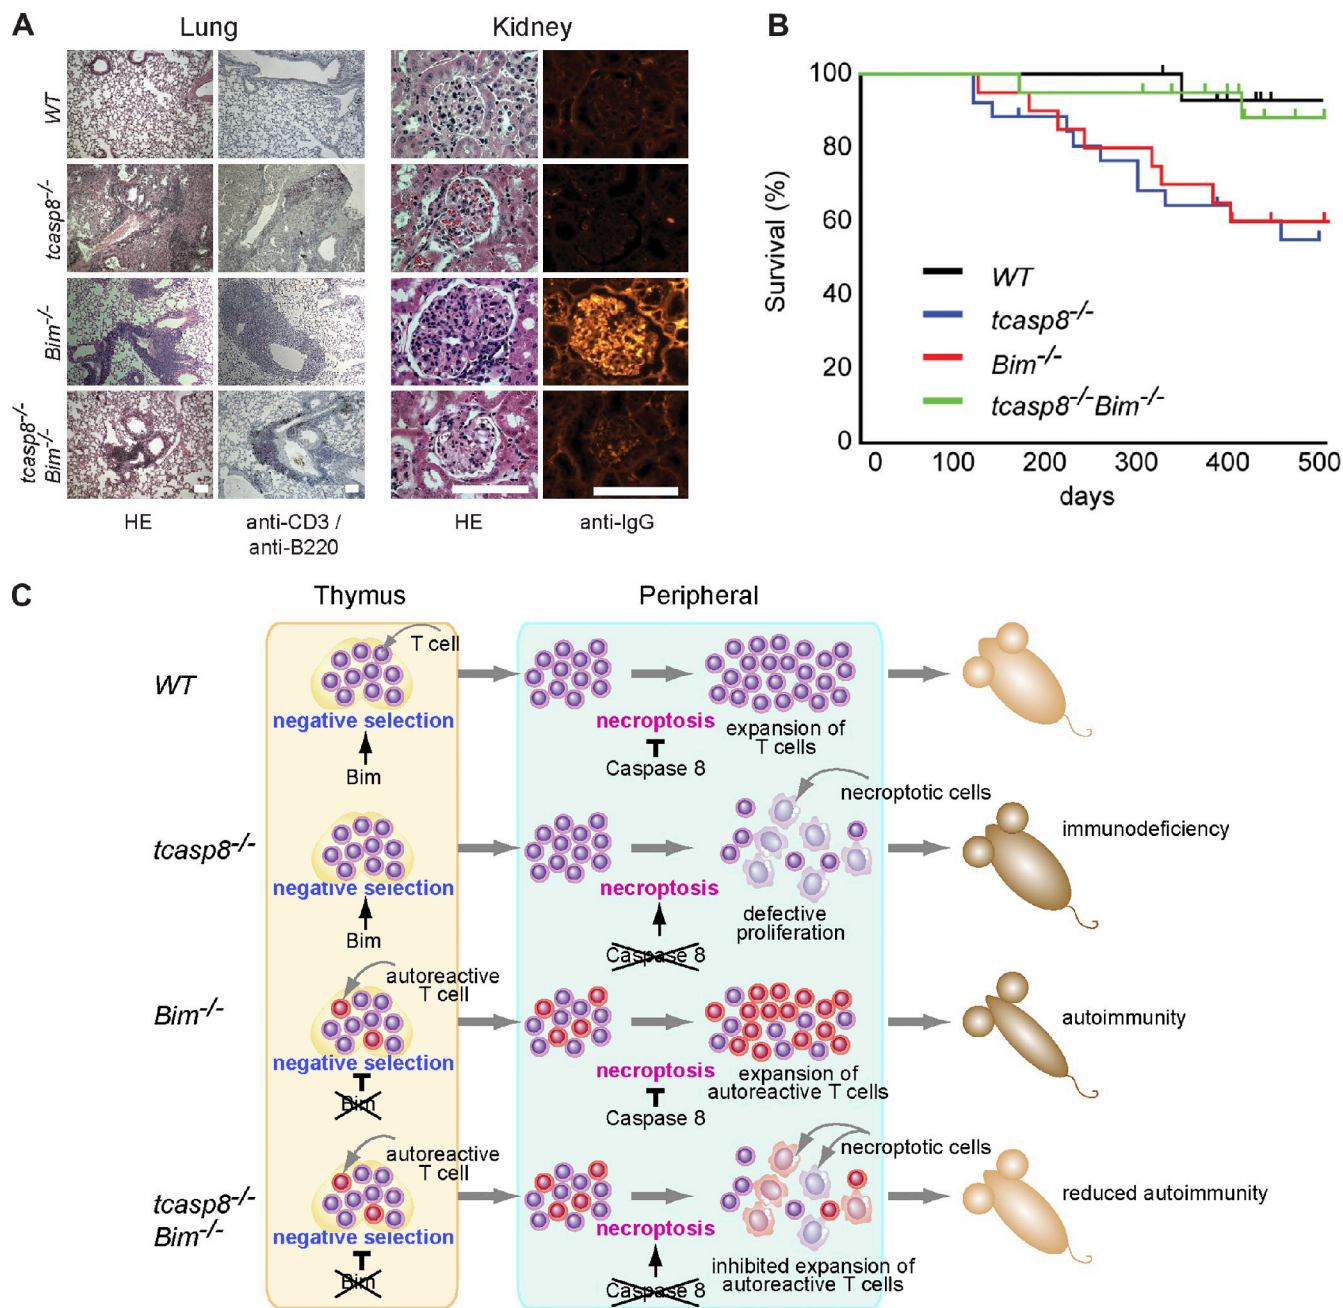 A
Lung
Kidney
WT
tcasp8-/-
Bim-/-
tcasp8-/-
Bim-/-
HE
anti-CD3 /
anti-B220
HE
anti-IgG
B
Survival (%)
100
80
60
40
20
0
0 100 200 300 400 500
days
WT
tcasp8-/-
Bim-/-
tcasp8-/-Bim-/-
C
Thymus
Peripheral
WT
T cell
negative selection
Bim
necroptosis
Caspase 8
expansion of
T cells
tcasp8-/-
negative selection
Bim
necroptosis
Caspase 8
necroptotic cells
defective
proliferation
immunodeficiency
Bim-/-
autoreactive
T cell
negative selection
Bim
necroptosis
Caspase 8
expansion of
autoreactive T cells
autoimmunity
tcasp8-/-
Bim-/-
autoreactive
T cell
negative selection
Bim
necroptosis
Caspase 8
necroptotic cells
inhibited expansion of
autoreactive T cells
reduced autoimmunity